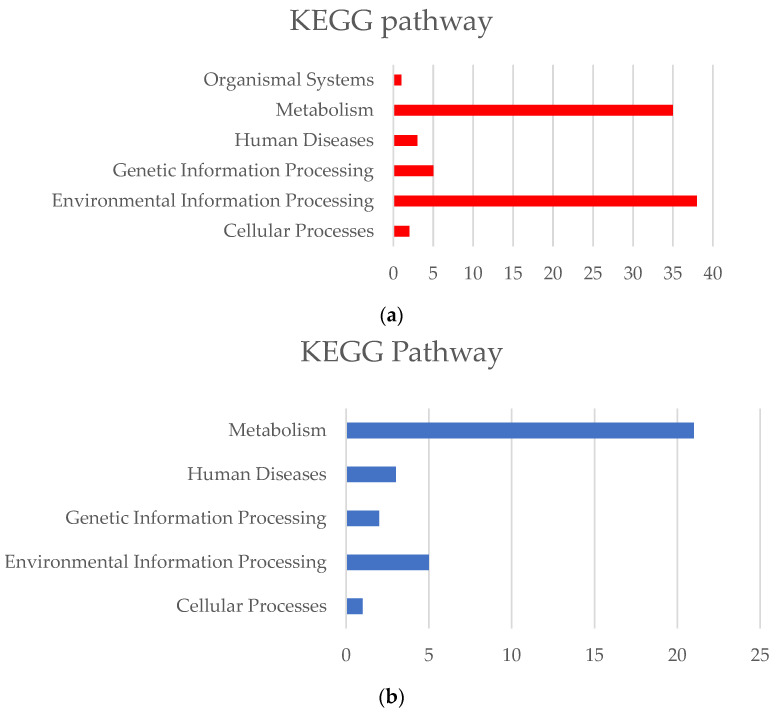 KEGG pathway
Organismal Systems
Metabolism
Human Diseases
Genetic Information Processing
Environmental Information Processing
Cellular Processes
0 5 10 15 20 25 30 35 40
(a)
KEGG Pathway
Metabolism
Human Diseases
Genetic Information Processing
Environmental Information Processing
Cellular Processes
0 5 10 15 20 25
(b)